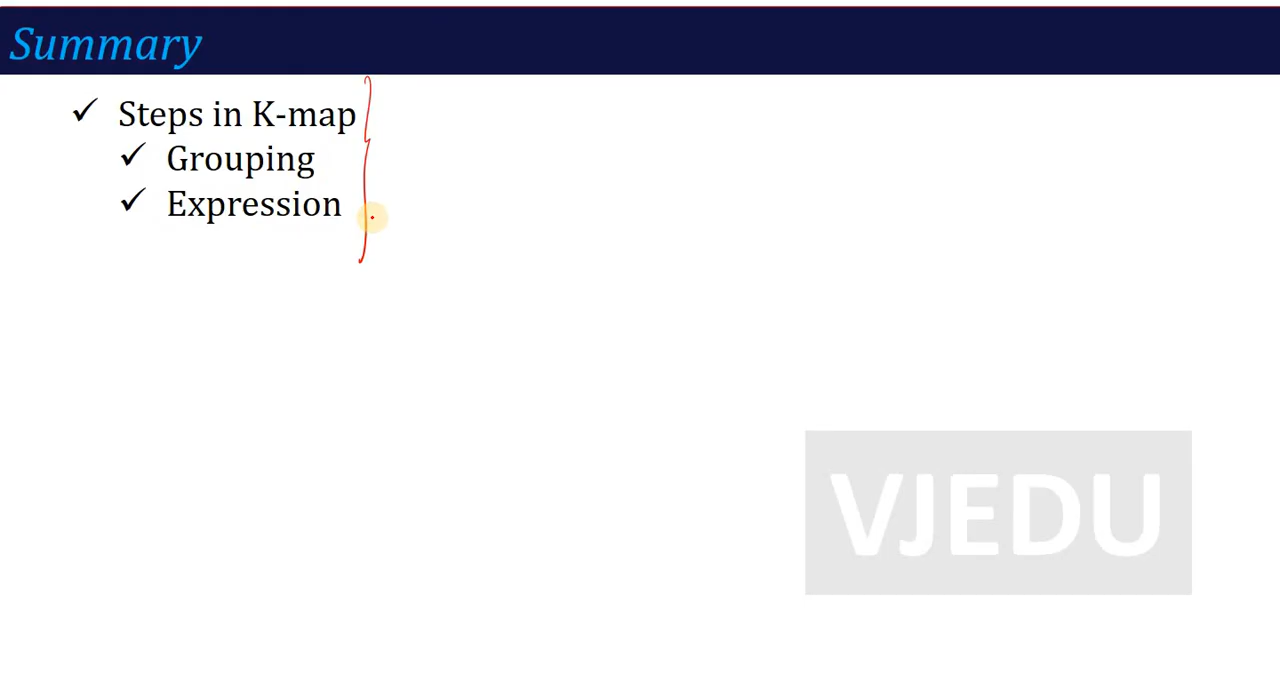 Summary
✓ Steps in K-map
✓ Grouping
✓ Expression
VJEDU